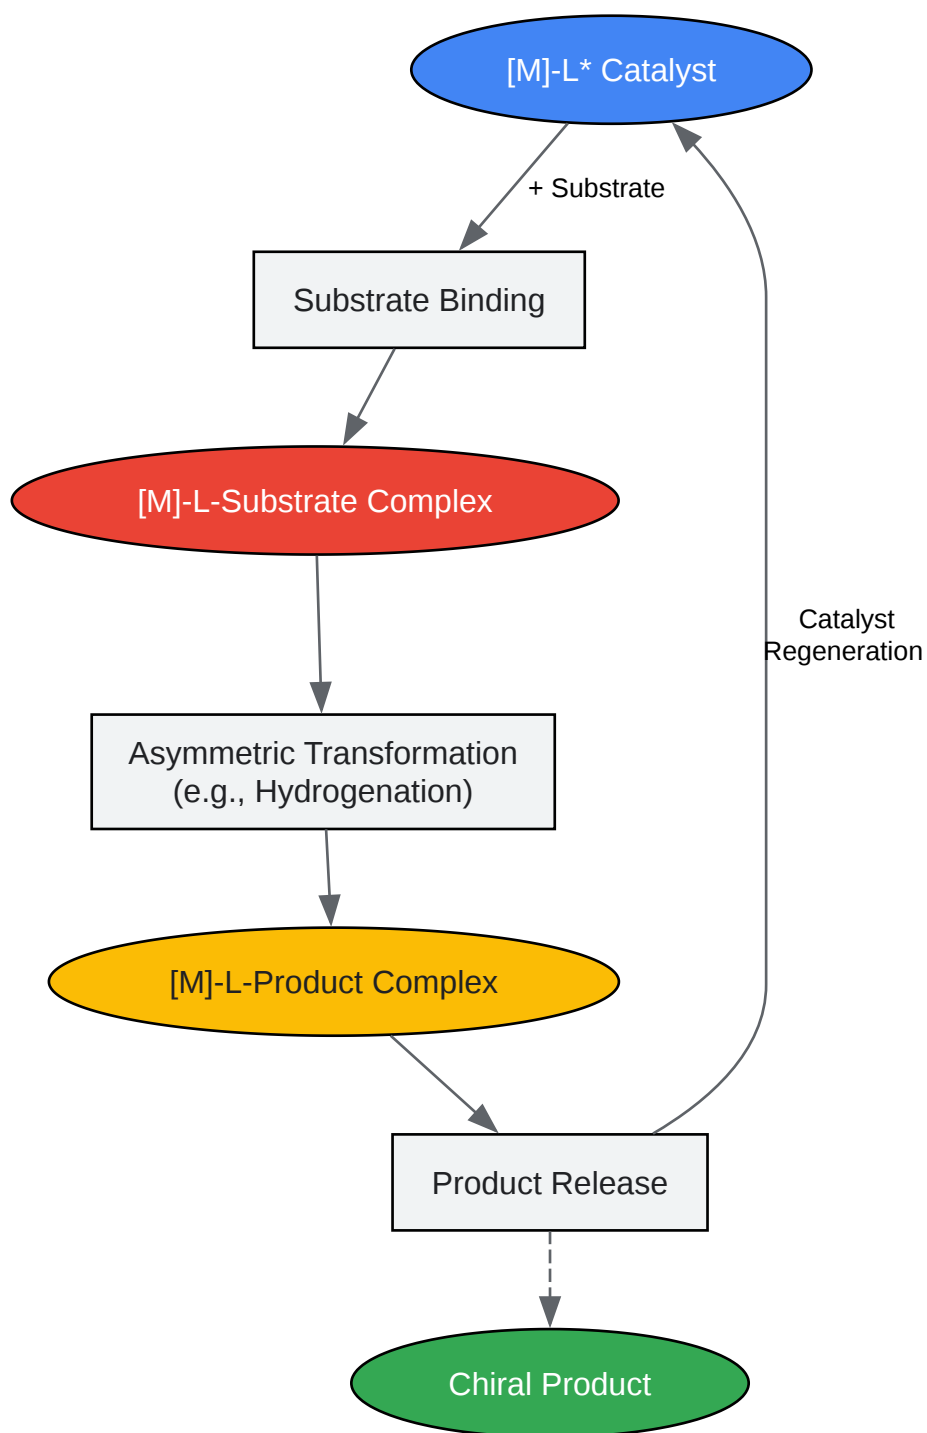 [M]-L* Catalyst
+ Substrate
Substrate Binding
[M]-L-Substrate Complex
Catalyst
Regeneration
Asymmetric Transformation
(e.g., Hydrogenation)
[M]-L-Product Complex
Product Release
Chiral Product